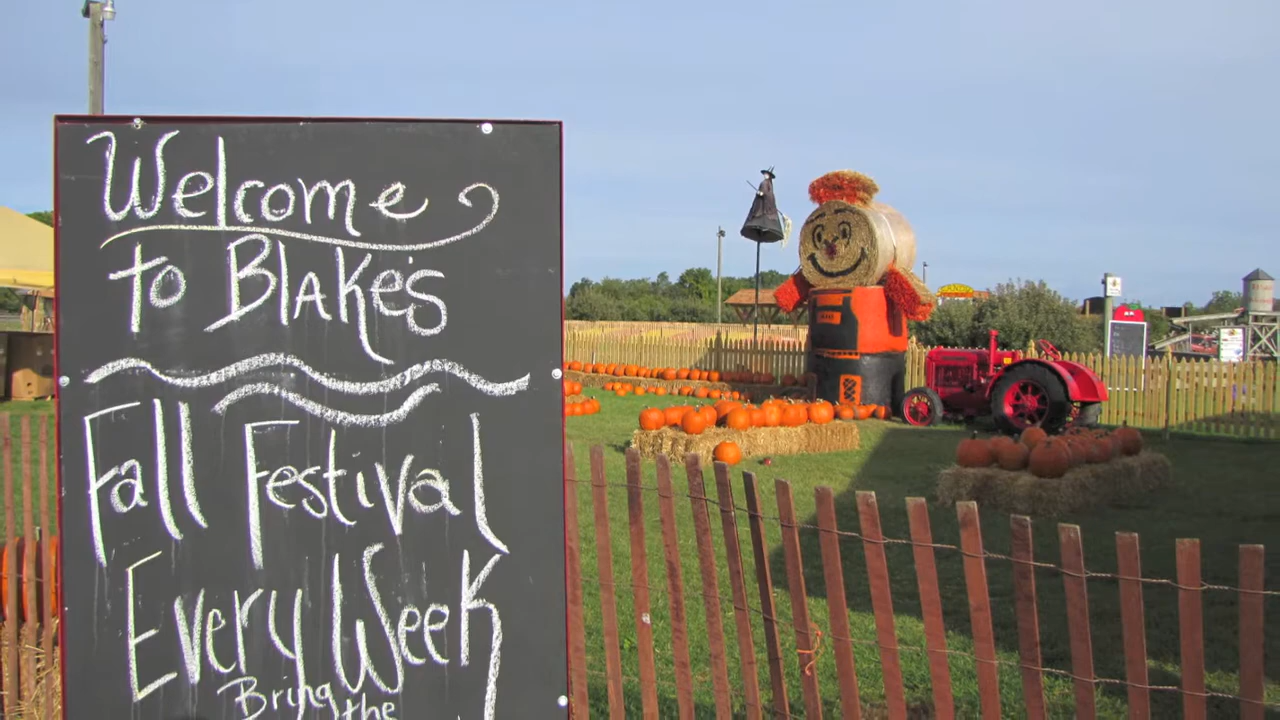 Welcome
to Blake's
Fall Festival
Every Week
Bring the